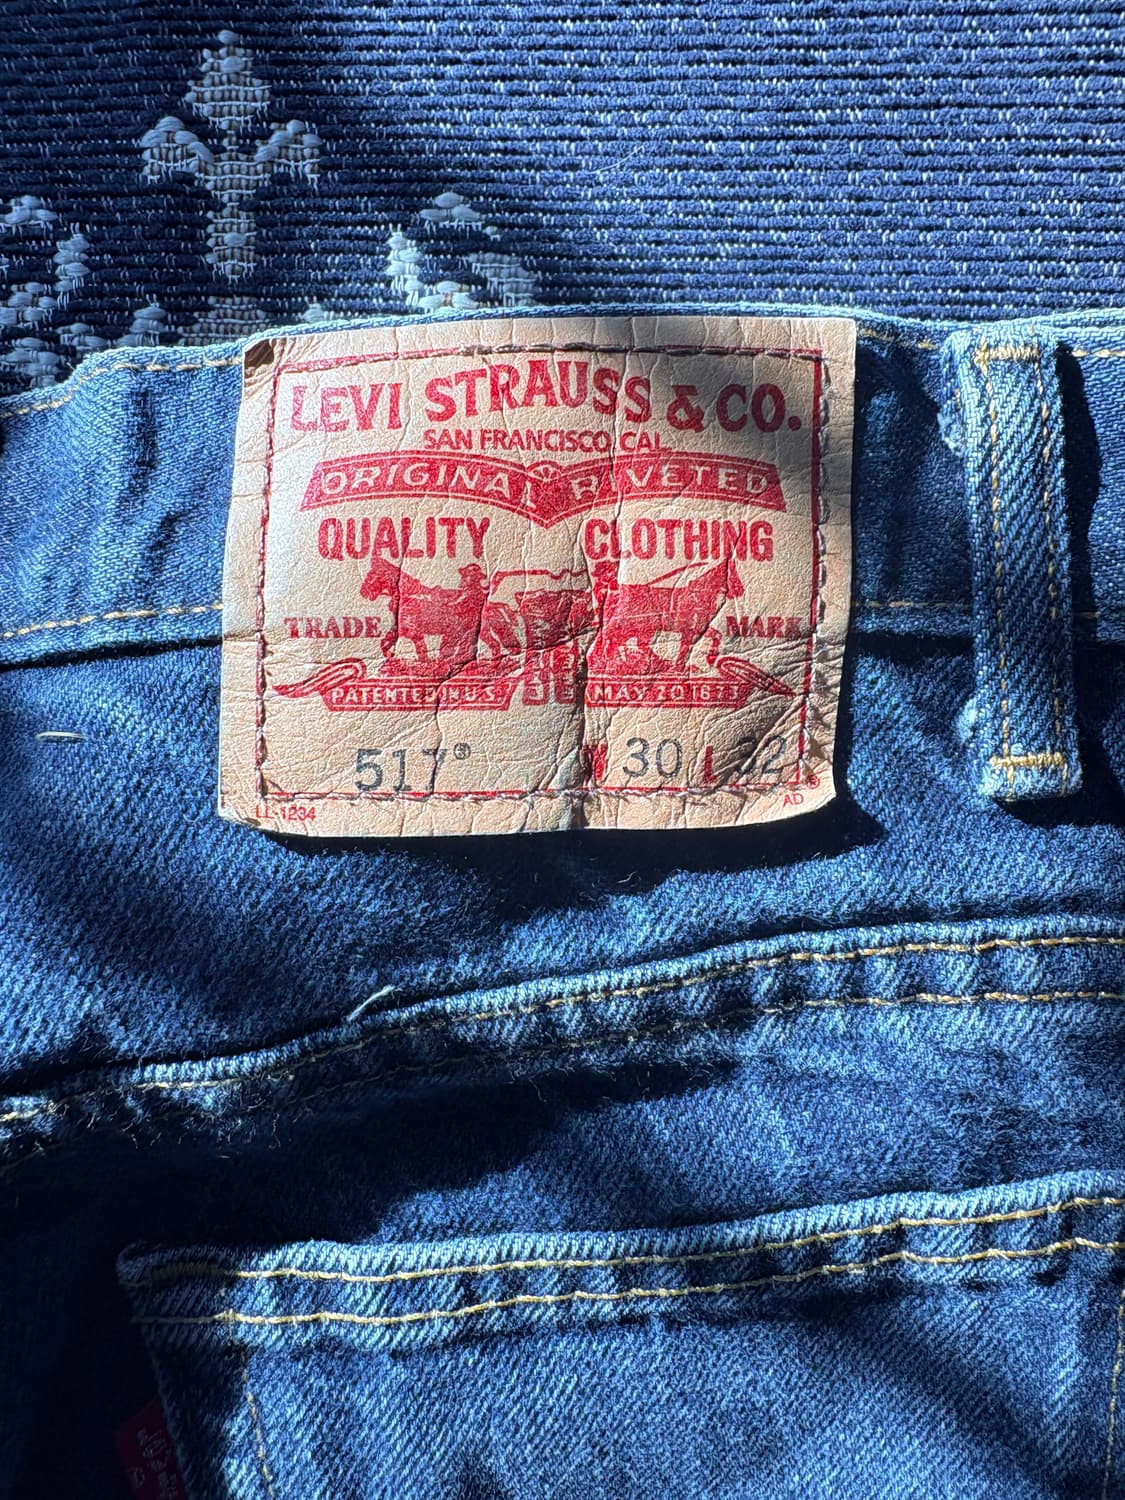 LEVI STRAUSS & CO.
SAN FRANCISCO, CAL.
ORIGINAL RIVETED
QUALITY CLOTHING
TRADE MARK
PATENTED IN U.S. MAY 20 1873
517® W 30 L 32
LL-1234 AD ®